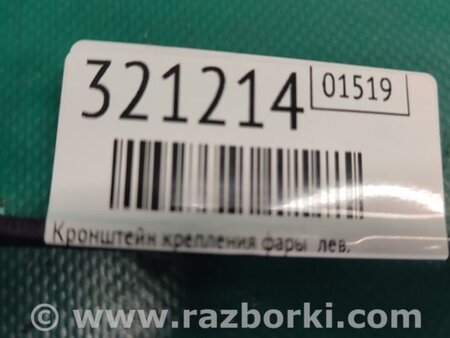 321214
01519
Кронштейн крепления фары лев.
© www.razborki.com